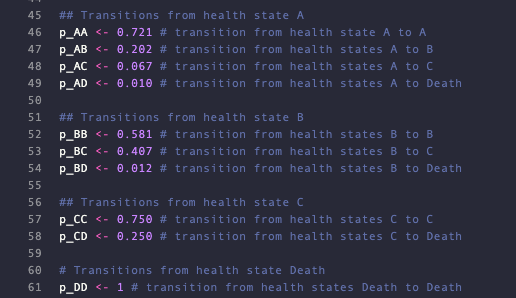 44
45 ## Transitions from health state A
46 p_AA <- 0.721 # transition from health state A to A
47 p_AB <- 0.202 # transition from health states A to B
48 p_AC <- 0.067 # transition from health states A to C
49 p_AD <- 0.010 # transition from health states A to Death
50
51 ## Transitions from health state B
52 p_BB <- 0.581 # transition from health states B to B
53 p_BC <- 0.407 # transition from health states B to C
54 p_BD <- 0.012 # transition from health states B to Death
55
56 ## Transitions from health state C
57 p_CC <- 0.750 # transition from health states C to C
58 p_CD <- 0.250 # transition from health states C to Death
59
60 # Transitions from health state Death
61 p_DD <- 1 # transition from health states Death to Death